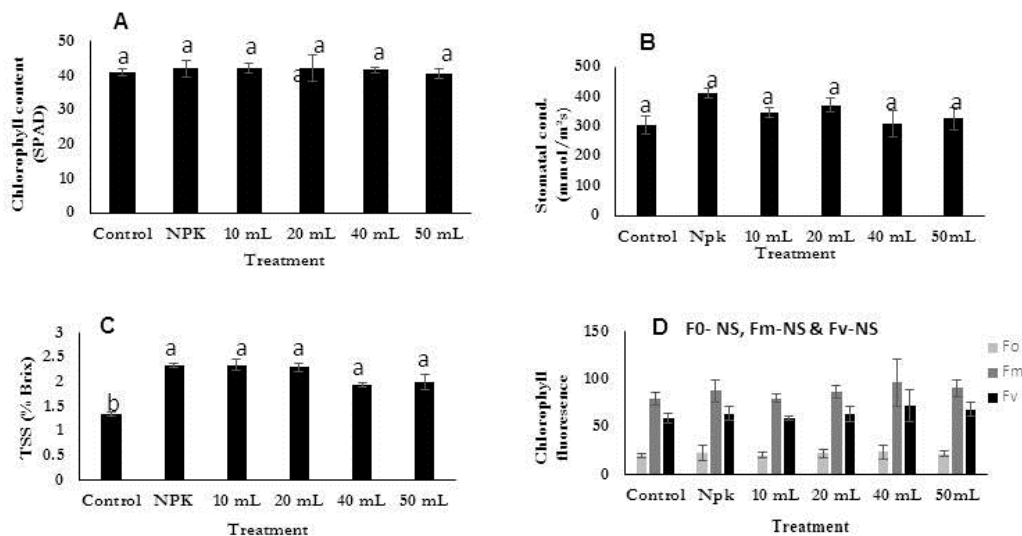 A
Chlorophyll content
(SPAD)
50
40
30
20
10
0
a a a a a a
a
Control NPK 10 mL 20 mL 40 mL 50 mL
Treatment
B
Stonatal cond.
(mmol/m²s)
500
400
300
200
100
0
a a a a a a
Control Npk 10 mL 20 mL 40 mL 50mL
Treatment
C
TSS (% Brix)
3
2.5
2
1.5
1
0.5
0
b a a a a a
Control NPK 10 mL 20 mL 40 mL 50 mL
Treatment
D F0- NS, Fm-NS & Fv-NS
Chlorophyll
fluoresence
150
100
50
0
Fo
Fm
Fv
Control Npk 10 mL 20 mL 40 mL 50mL
Treatment